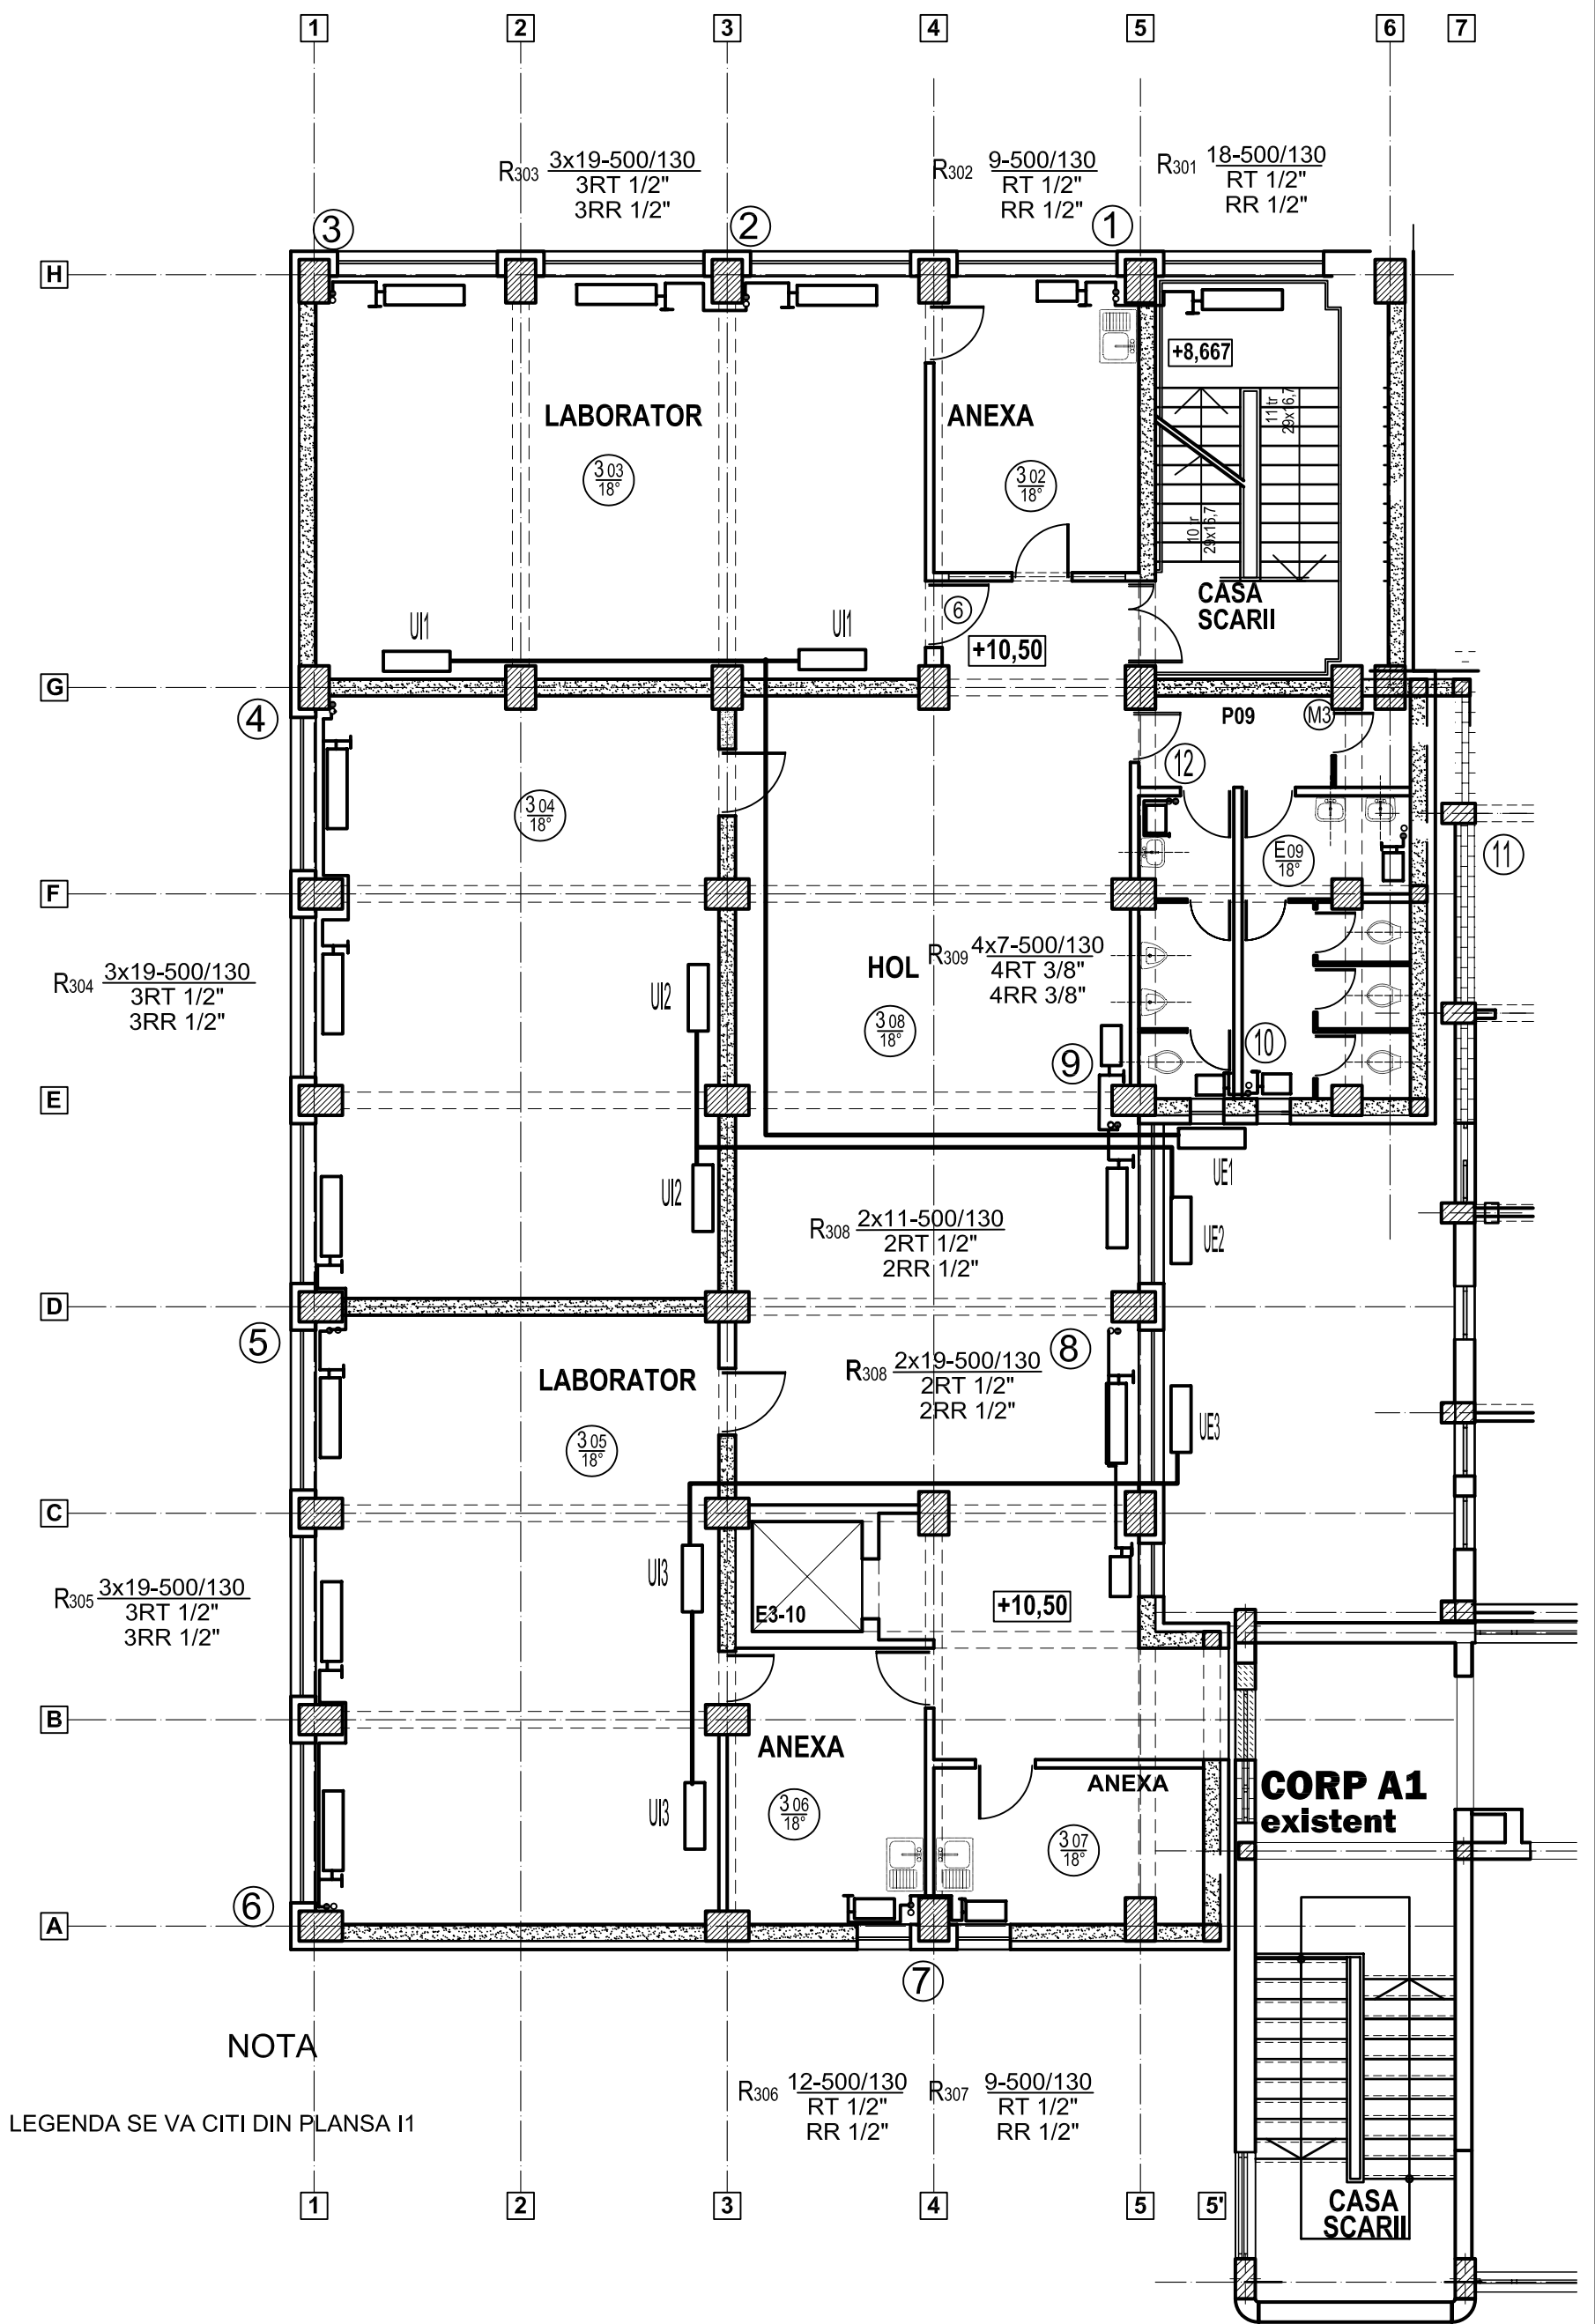 1 2 3 4 5 6 7
R303 3x19-500/130
3RT 1/2"
3RR 1/2"
R302 9-500/130
RT 1/2"
RR 1/2"
R301 18-500/130
RT 1/2"
RR 1/2"
3 2 1
H
+8,667
LABORATOR
ANEXA
11 tr
29x16,7
3 03
18°
3 02
18°
10 tr
29x16,7
CASA
SCARII
6
UI1
UI1
+10,50
G
4
P09
M3
12
3 04
18°
E09
18°
11
F
R304 3x19-500/130
3RT 1/2"
3RR 1/2"
UI2
HOL
R309 4x7-500/130
4RT 3/8"
4RR 3/8"
3 08
18°
9
10
E
UE1
UI2
R308 2x11-500/130
2RT 1/2"
2RR 1/2"
UE2
D
5
8
LABORATOR
R308 2x19-500/130
2RT 1/2"
2RR 1/2"
UE3
3 05
18°
C
UI3
R305 3x19-500/130
3RT 1/2"
3RR 1/2"
E3-10
+10,50
B
ANEXA
ANEXA
CORP A1
existent
UI3
3 06
18°
3 07
18°
6
A
7
NOTA
LEGENDA SE VA CITI DIN PLANSA I1
R306 12-500/130
RT 1/2"
RR 1/2"
R307 9-500/130
RT 1/2"
RR 1/2"
1 2 3 4 5 5'
CASA
SCARII